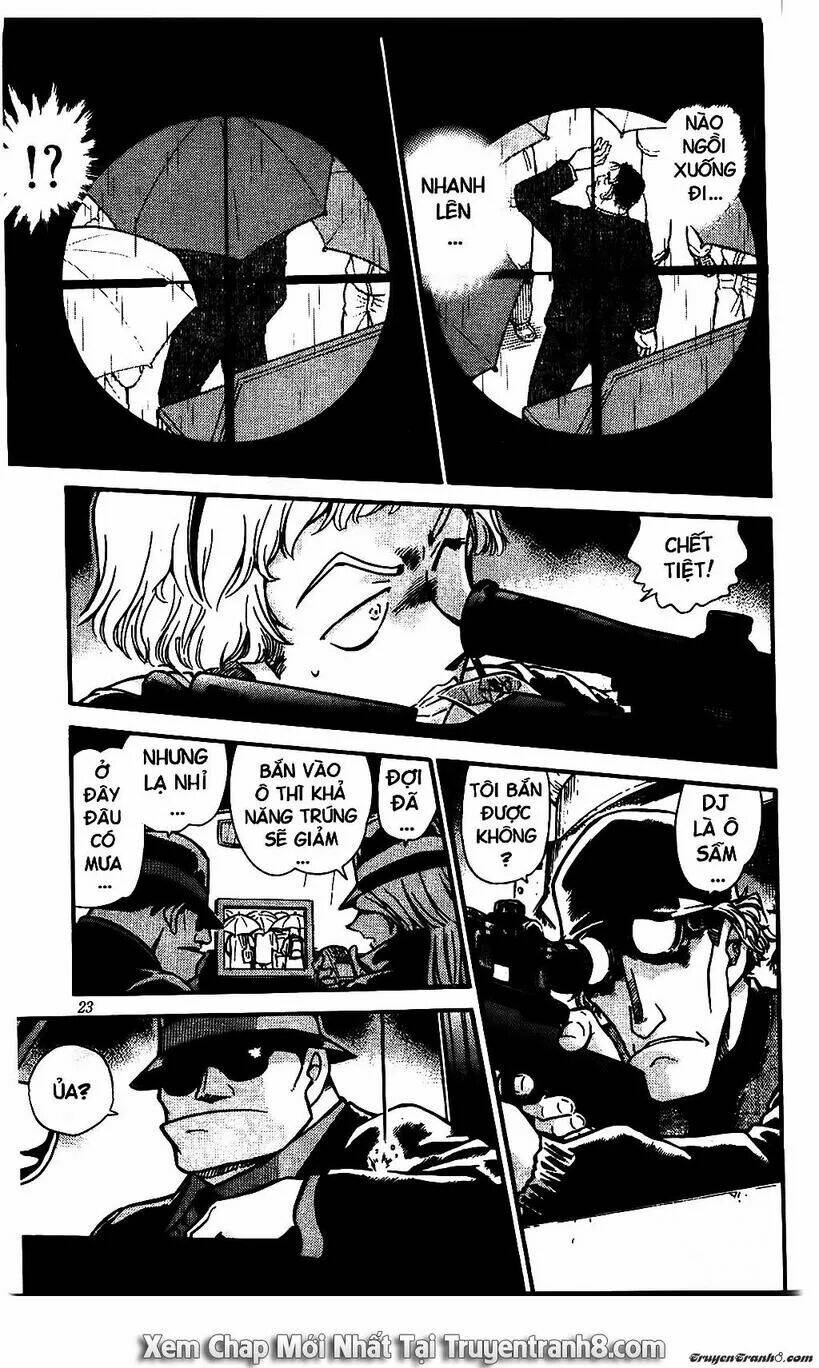 NÀO
NGỒI
XUỐNG
ĐI...
NHANH
LÊN
...
!?
CHẾT
TIỆT!
DJ
LÀ Ô
SẪM
...
TÔI BẮN
ĐƯỢC
KHÔNG
?
ĐỢI
ĐÃ
...
BẮN VÀO
Ô THÌ KHẢ
NĂNG TRÚNG
SẼ GIẢM
...
NHƯNG
LẠ NHỈ
...
Ở
ĐÂY
ĐÂU
CÓ
MƯA
...
23
ỦA?
Xem Chap Mới Nhất Tại Truyentranh8.com
TruyenTranh8.com